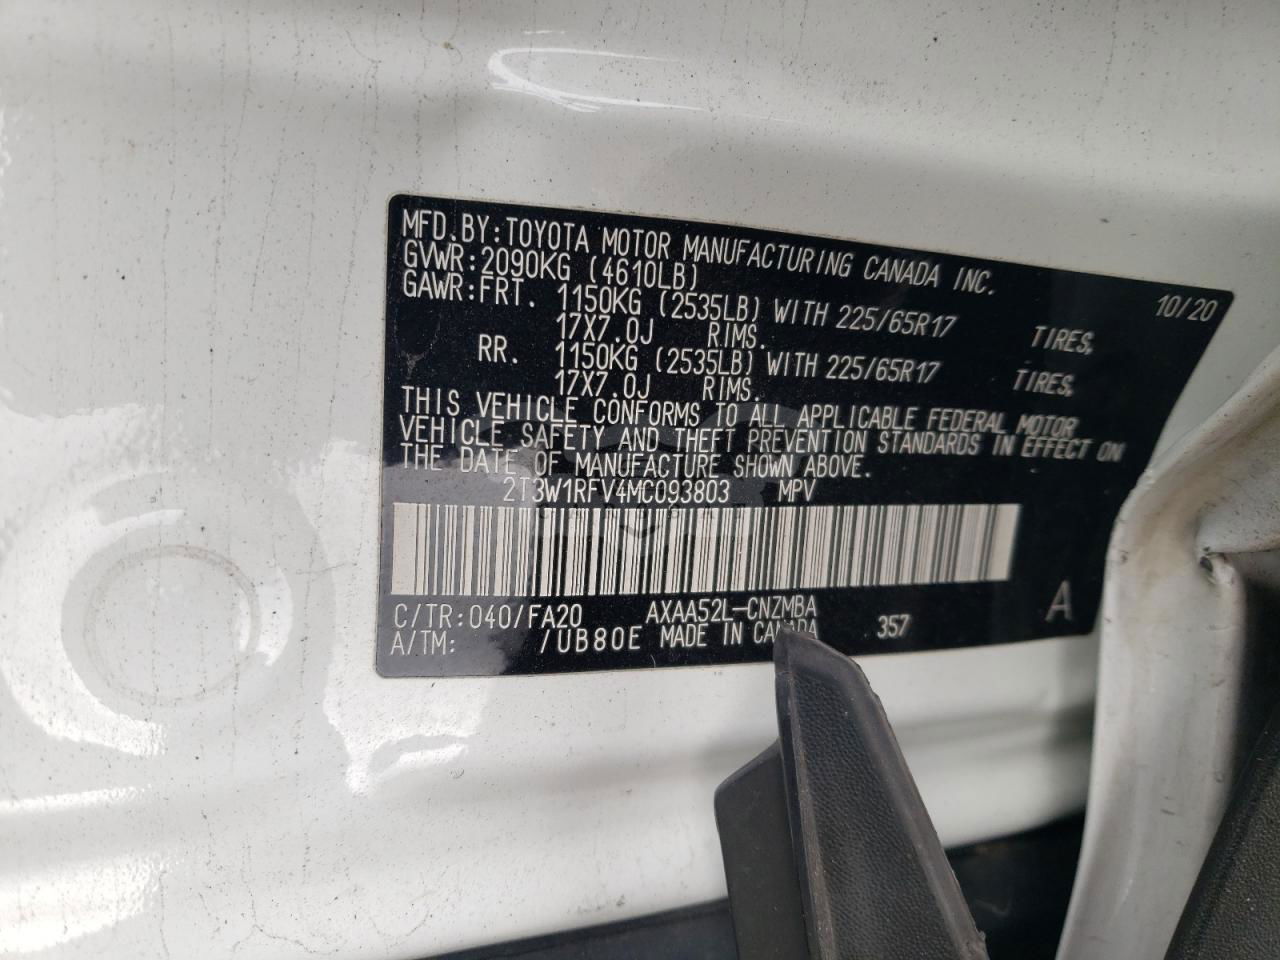 MFD.BY:TOYOTA MOTOR MANUFACTURING CANADA INC.
GVWR:2090KG (4610LB) 10/20
GAWR:FRT. 1150KG (2535LB) WITH 225/65R17 TIRES,
17X7.0J RIMS.
RR. 1150KG (2535LB) WITH 225/65R17 TIRES,
17X7.0J RIMS.
THIS VEHICLE CONFORMS TO ALL APPLICABLE FEDERAL MOTOR
VEHICLE SAFETY AND THEFT PREVENTION STANDARDS IN EFFECT ON
THE DATE OF MANUFACTURE SHOWN ABOVE.
2T3W1RFV4MC093803 MPV
C/TR:040/FA20 AXAA52L-CNZMBA A
A/TM: /UB80E MADE IN CANADA 357